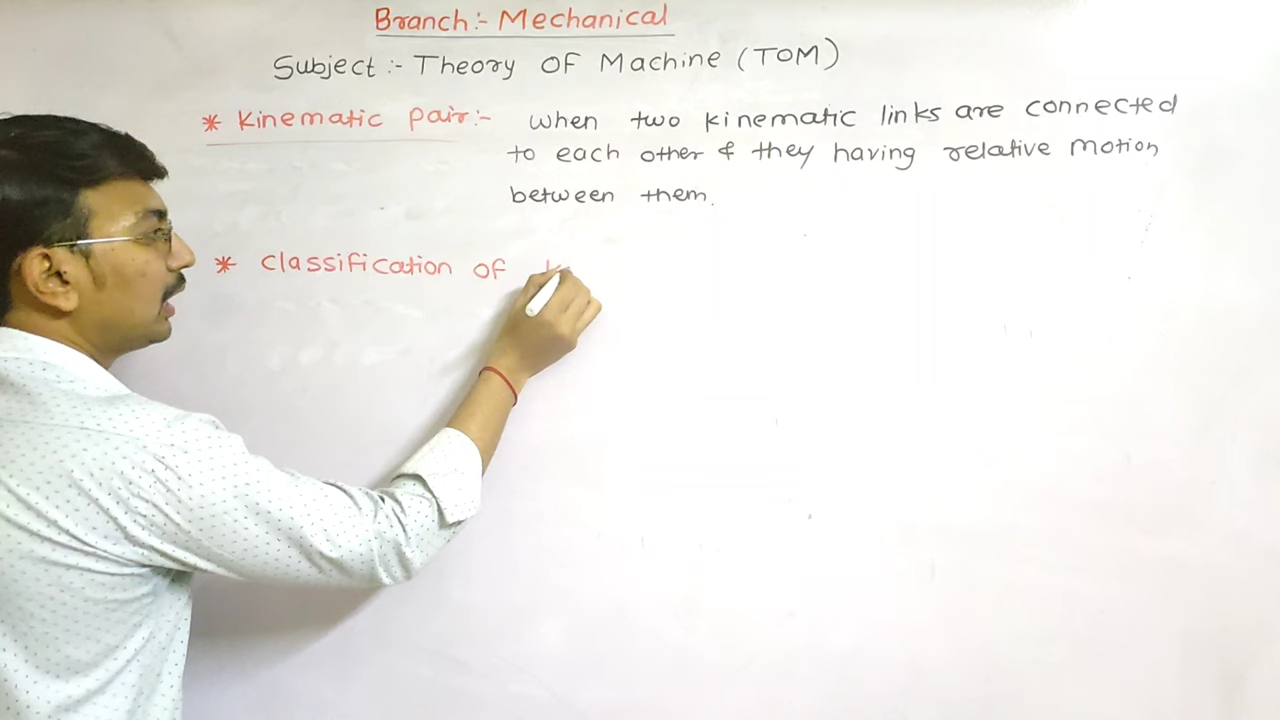 Branch:- Mechanical
Subject:- Theory OF Machine (TOM)
* Kinematic pair:- when two kinematic links are connected
to each other & they having relative motion
between them.
* Classification of